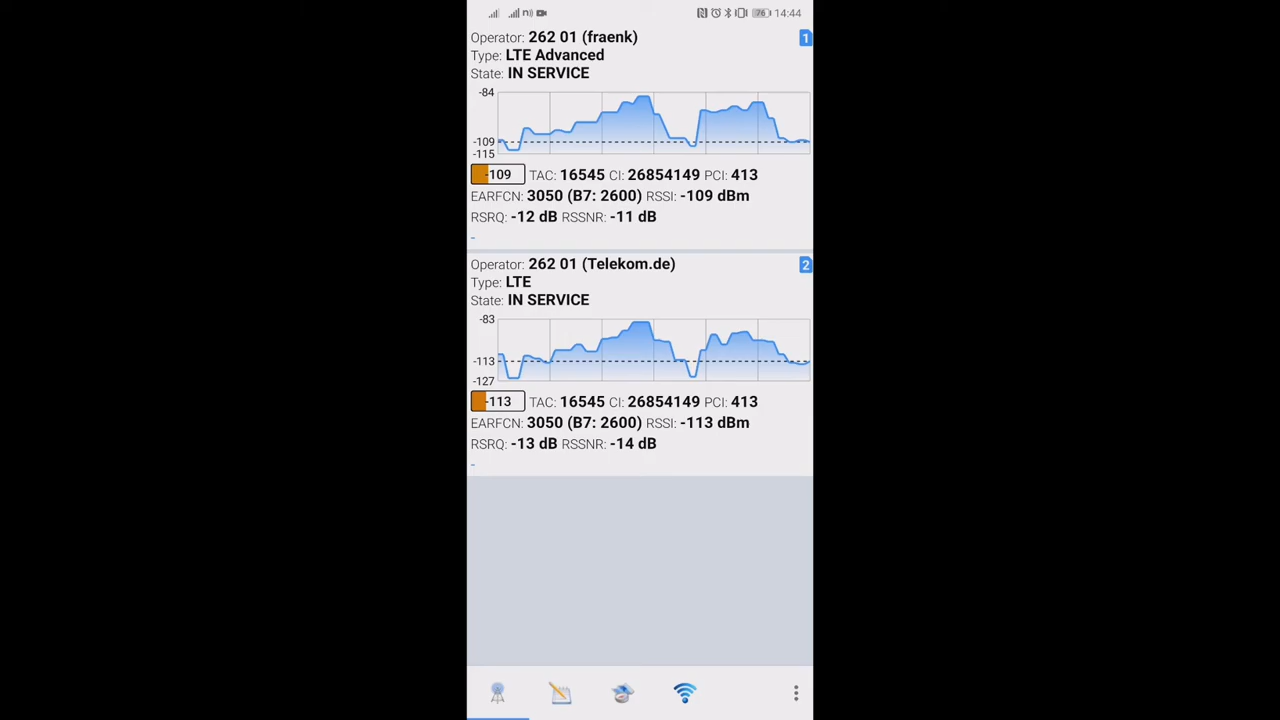 76 14:44
Operator: 262 01 (fraenk) 1
Type: LTE Advanced
State: IN SERVICE
-84
-109
-115
-109 TAC: 16545 CI: 26854149 PCI: 413
EARFCN: 3050 (B7: 2600) RSSI: -109 dBm
RSRQ: -12 dB RSSNR: -11 dB
-
Operator: 262 01 (Telekom.de) 2
Type: LTE
State: IN SERVICE
-83
-113
-127
-113 TAC: 16545 CI: 26854149 PCI: 413
EARFCN: 3050 (B7: 2600) RSSI: -113 dBm
RSRQ: -13 dB RSSNR: -14 dB
-